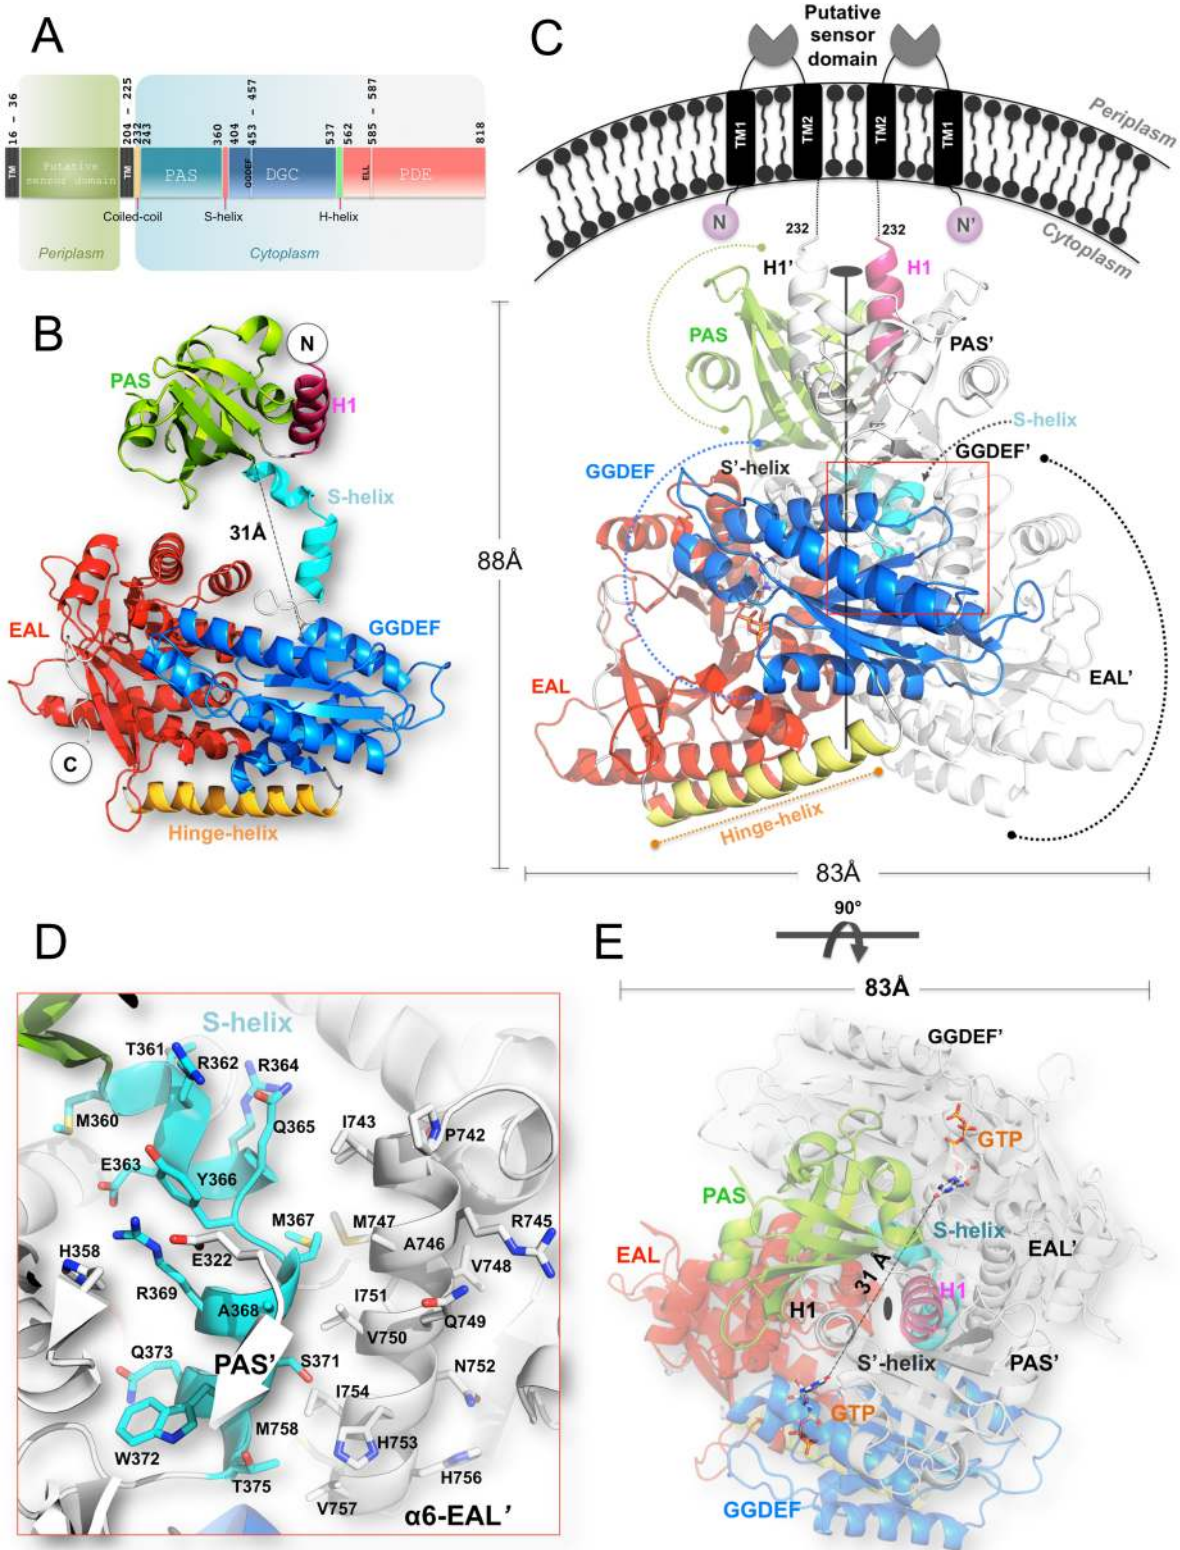 A
16 - 36
204 - 225
232
243
360
404
453 - 457
537
562
585 - 587
818
TM
Putative
sensor domain
TM
PAS
GGDEF
DGC
ELL
PDE
Coiled-coil
S-helix
H-helix
Periplasm
Cytoplasm
B
N
PAS
H1
S-helix
31Å
EAL
GGDEF
C
Hinge-helix
C
Putative
sensor
domain
TM1
TM2
TM2
TM1
Periplasm
Cytoplasm
N
N'
232
232
H1'
H1
PAS
PAS'
S-helix
GGDEF
S'-helix
GGDEF'
88Å
EAL
EAL'
Hinge-helix
83Å
90°
D
S-helix
T361
R362
R364
M360
Q365
I743
P742
E363
Y366
M367
M747
R745
A746
E322
V748
H358
R369
I751
A368
V750
Q749
Q373
PAS'
S371
N752
I754
M758
H753
W372
T375
H756
V757
α6-EAL'
E
83Å
GGDEF'
GTP
PAS
S-helix
EAL
EAL'
31 Å
H1
H1
S'-helix
PAS'
GTP
GGDEF